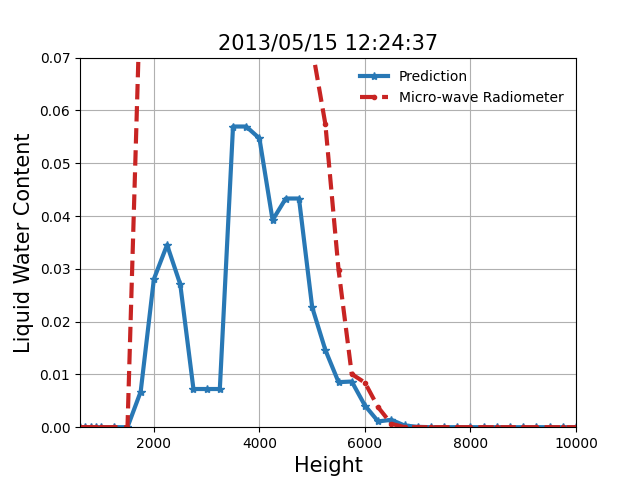 2013/05/15 12:24:37
0.07
0.06
0.05
0.04
0.03
0.02
0.01
0.00
Liquid Water Content
Prediction
Micro-wave Radiometer
2000 4000 6000 8000 10000
Height